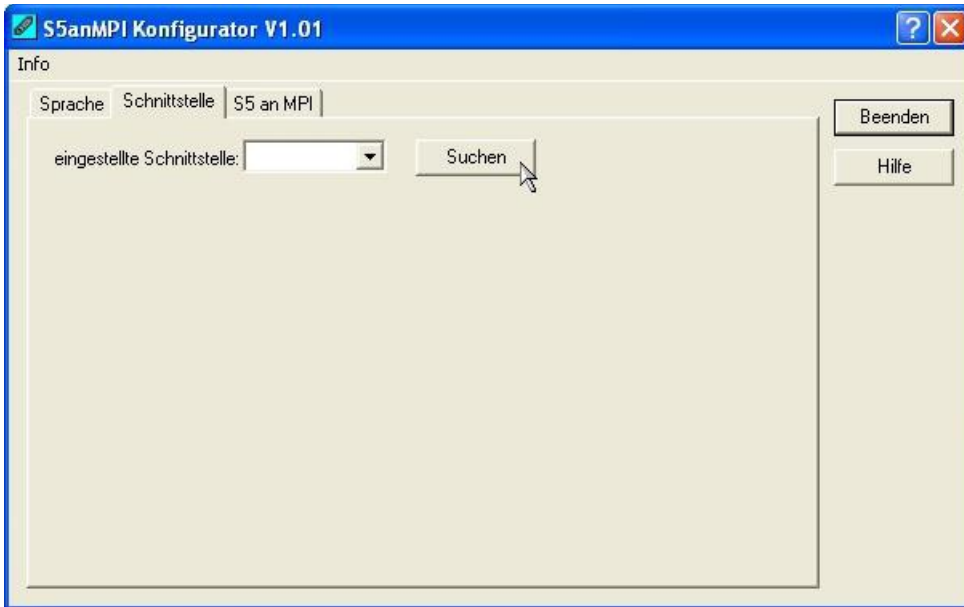 S5anMPI Konfigurator V1.01
Info
Sprache Schnittstelle S5 an MPI
Beenden
eingestellte Schnittstelle: Suchen
Hilfe